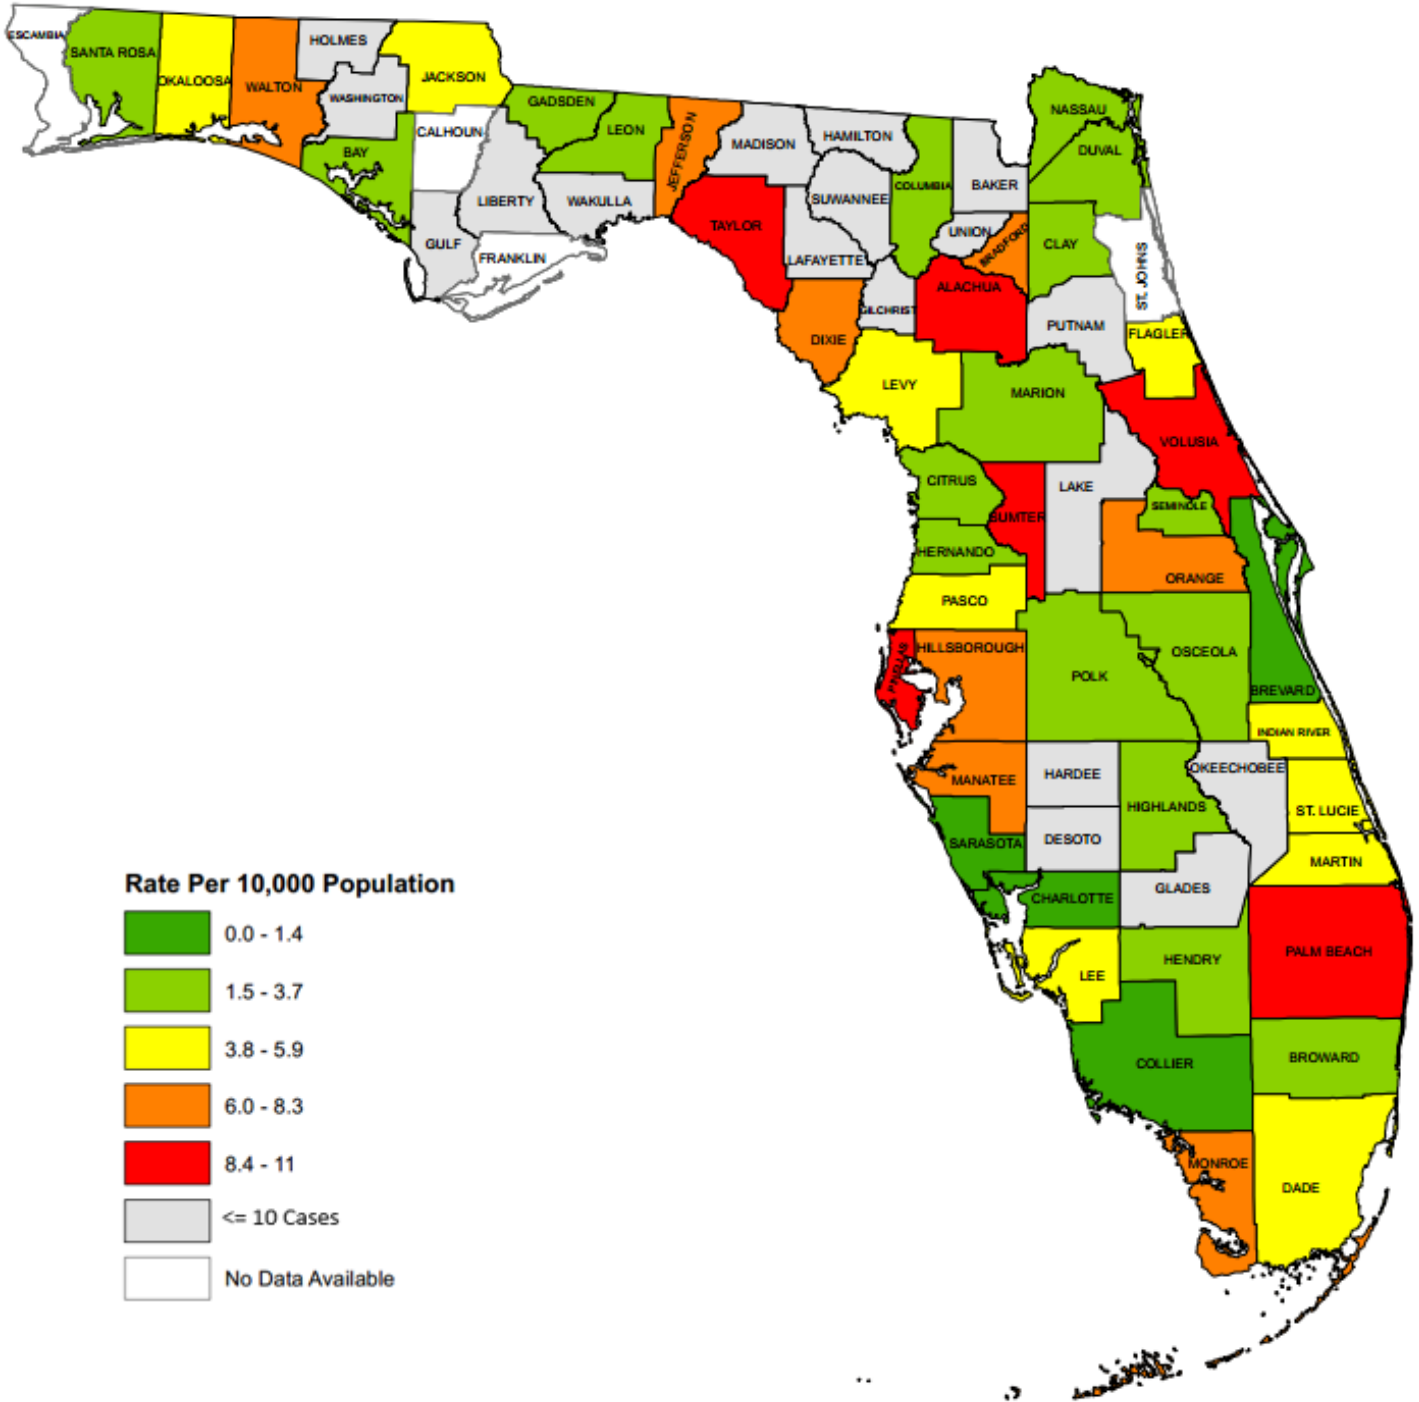 ESCAMBIA
SANTA ROSA
OKALOOSA
WALTON
HOLMES
WASHINGTON
JACKSON
BAY
CALHOUN
GULF
LIBERTY
GADSDEN
LEON
WAKULLA
FRANKLIN
JEFFERSON
MADISON
TAYLOR
HAMILTON
SUWANNEE
LAFAYETTE
COLUMBIA
BAKER
UNION
BRADFORD
NASSAU
DUVAL
CLAY
ST. JOHNS
DIXIE
GILCHRIST
ALACHUA
PUTNAM
FLAGLER
LEVY
MARION
VOLUSIA
CITRUS
SUMTER
LAKE
SEMINOLE
HERNANDO
ORANGE
PASCO
PINELLAS
HILLSBOROUGH
POLK
OSCEOLA
BREVARD
INDIAN RIVER
MANATEE
HARDEE
HIGHLANDS
OKEECHOBEE
ST. LUCIE
SARASOTA
DESOTO
MARTIN
CHARLOTTE
GLADES
LEE
HENDRY
PALM BEACH
COLLIER
BROWARD
MONROE
DADE
Rate Per 10,000 Population
0.0 - 1.4
1.5 - 3.7
3.8 - 5.9
6.0 - 8.3
8.4 - 11
<= 10 Cases
No Data Available